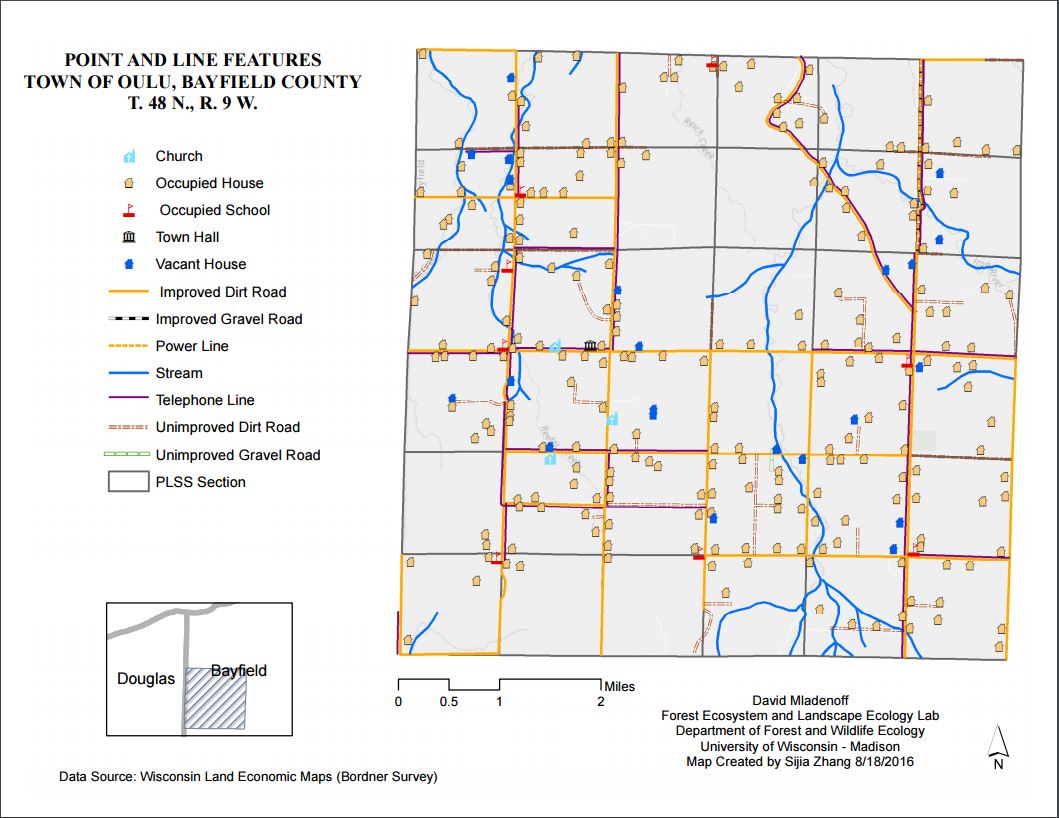 POINT AND LINE FEATURES
TOWN OF OULU, BAYFIELD COUNTY
T. 48 N., R. 9 W.
Church
Occupied House
Occupied School
Town Hall
Vacant House
Improved Dirt Road
Improved Gravel Road
Power Line
Stream
Telephone Line
Unimproved Dirt Road
Unimproved Gravel Road
PLSS Section
Douglas
Bayfield
Miles
0 0.5 1 2
David Mladenoff
Forest Ecosystem and Landscape Ecology Lab
Department of Forest and Wildlife Ecology
University of Wisconsin - Madison
Map Created by Sijia Zhang 8/18/2016
N
Data Source: Wisconsin Land Economic Maps (Bordner Survey)